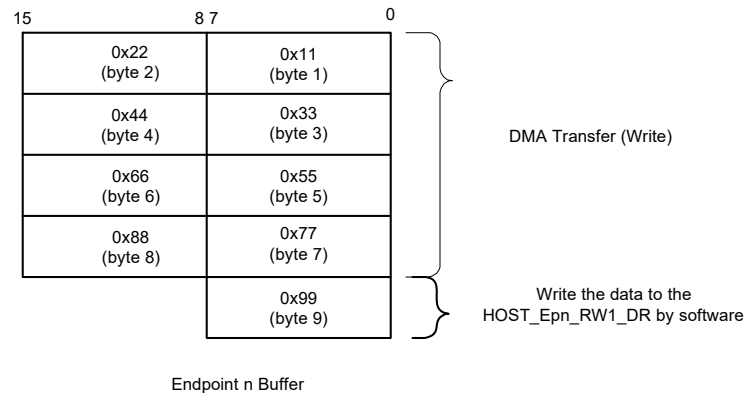 15 8 7 0
0x22 0x11
(byte 2) (byte 1)
0x44 0x33
(byte 4) (byte 3)
DMA Transfer (Write)
0x66 0x55
(byte 6) (byte 5)
0x88 0x77
(byte 8) (byte 7)
0x99
(byte 9)
Write the data to the
HOST_Epn_RW1_DR by software
Endpoint n Buffer